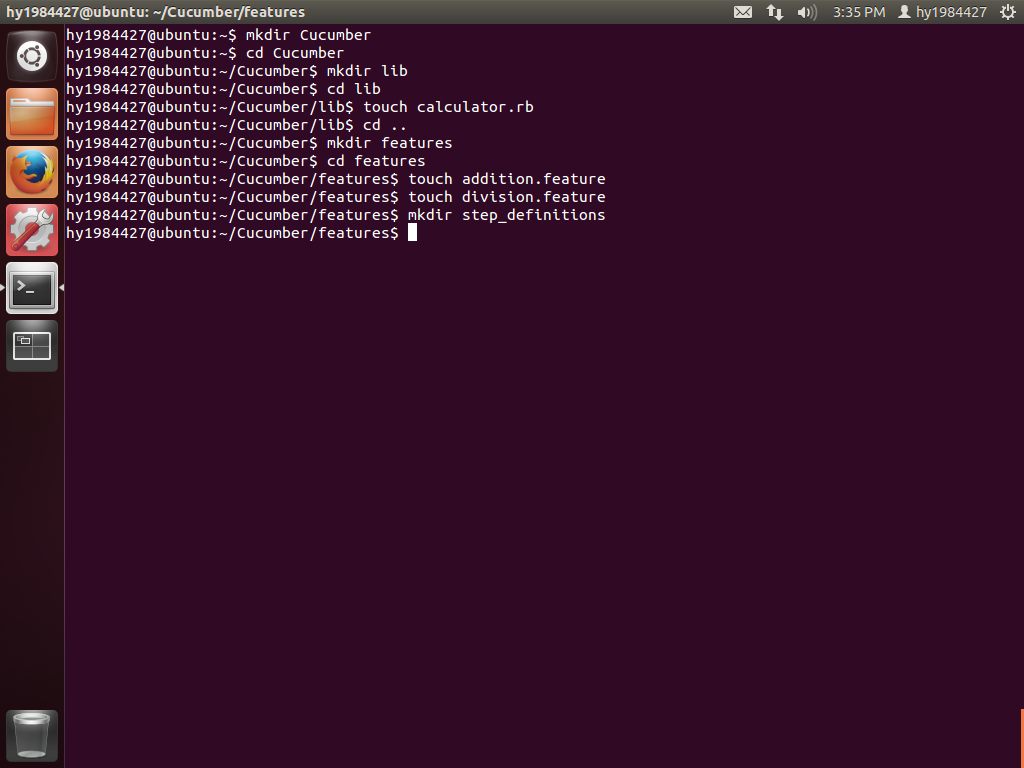 hy1984427@ubuntu: ~/Cucumber/features 3:35 PM hy1984427
hy1984427@ubuntu:~$ mkdir Cucumber
hy1984427@ubuntu:~$ cd Cucumber
hy1984427@ubuntu:~/Cucumber$ mkdir lib
hy1984427@ubuntu:~/Cucumber$ cd lib
hy1984427@ubuntu:~/Cucumber/lib$ touch calculator.rb
hy1984427@ubuntu:~/Cucumber/lib$ cd ..
hy1984427@ubuntu:~/Cucumber$ mkdir features
hy1984427@ubuntu:~/Cucumber$ cd features
hy1984427@ubuntu:~/Cucumber/features$ touch addition.feature
hy1984427@ubuntu:~/Cucumber/features$ touch division.feature
hy1984427@ubuntu:~/Cucumber/features$ mkdir step_definitions
hy1984427@ubuntu:~/Cucumber/features$
>_